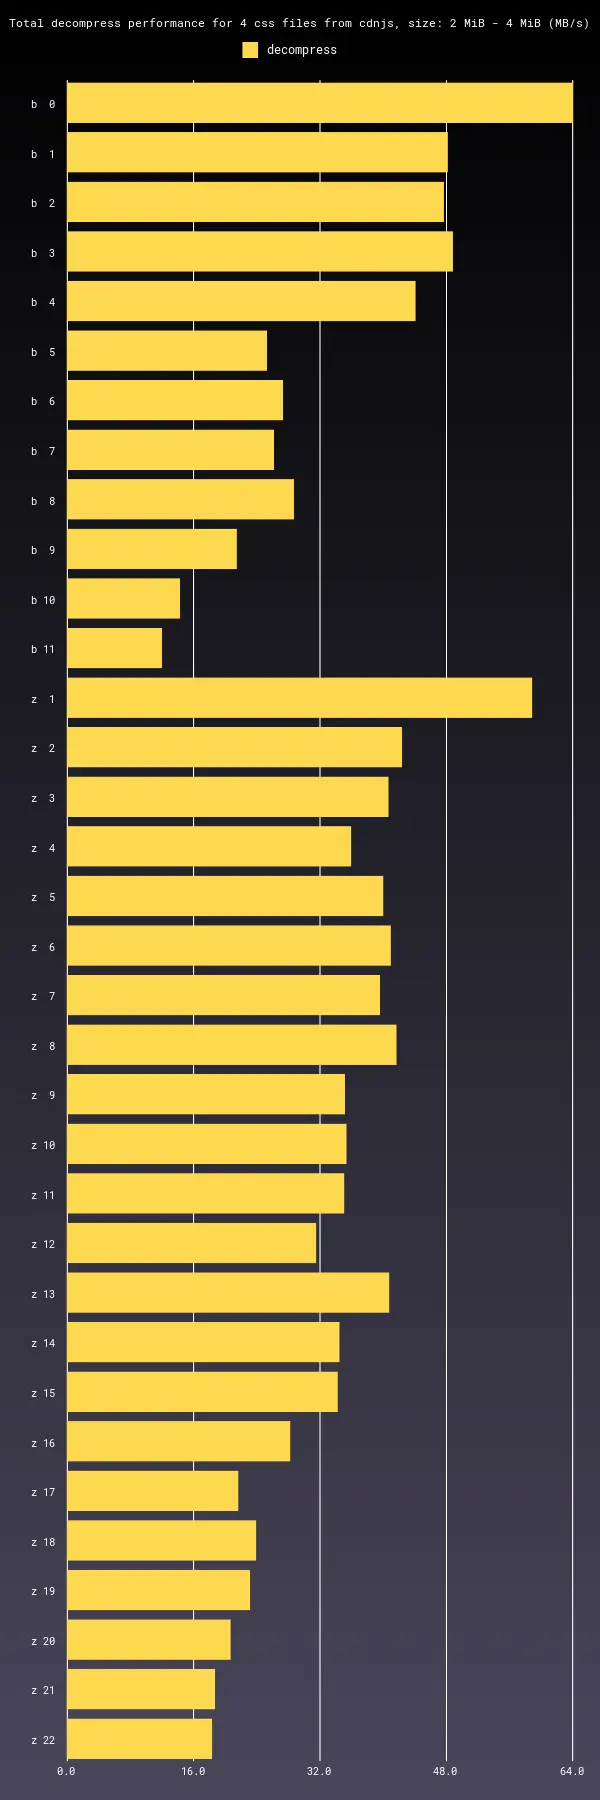 Total decompress performance for 4 css files from cdnjs, size: 2 MiB - 4 MiB (MB/s)
decompress
b 0
b 1
b 2
b 3
b 4
b 5
b 6
b 7
b 8
b 9
b 10
b 11
z 1
z 2
z 3
z 4
z 5
z 6
z 7
z 8
z 9
z 10
z 11
z 12
z 13
z 14
z 15
z 16
z 17
z 18
z 19
z 20
z 21
z 22
0.0 16.0 32.0 48.0 64.0